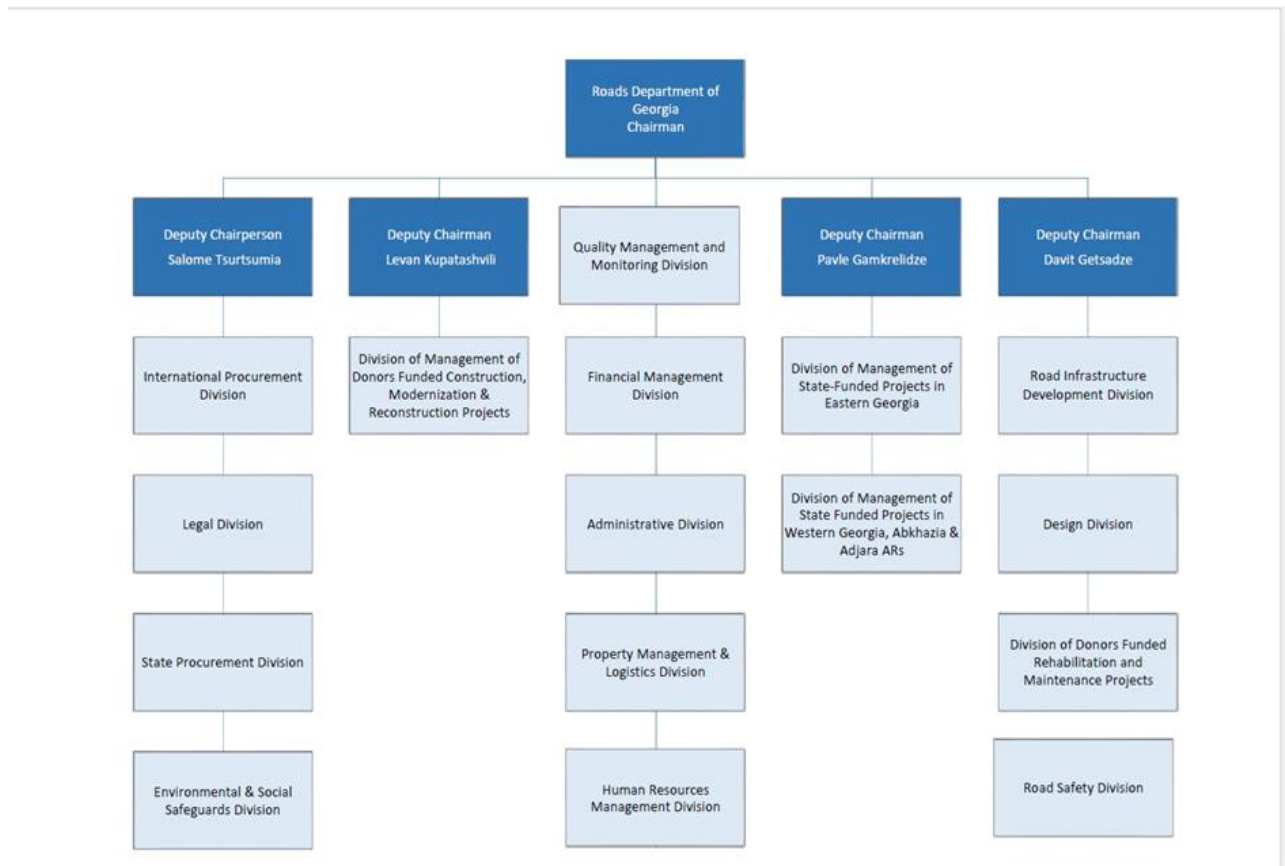 Roads Department of
Georgia
Chairman
Deputy Chairperson
Salome Tsurtsumia
Deputy Chairman
Levan Kupatashvili
Quality Management and
Monitoring Division
Deputy Chairman
Pavle Gamkrelidze
Deputy Chairman
Davit Getsadze
International Procurement
Division
Division of Management of
Donors Funded Construction,
Modernization &
Reconstruction Projects
Financial Management
Division
Division of Management of
State-Funded Projects in
Eastern Georgia
Road Infrastructure
Development Division
Legal Division
Administrative Division
Division of Management of
State Funded Projects in
Western Georgia, Abkhazia &
Adjara ARs
Design Division
State Procurement Division
Property Management &
Logistics Division
Division of Donors Funded
Rehabilitation and
Maintenance Projects
Environmental & Social
Safeguards Division
Human Resources
Management Division
Road Safety Division